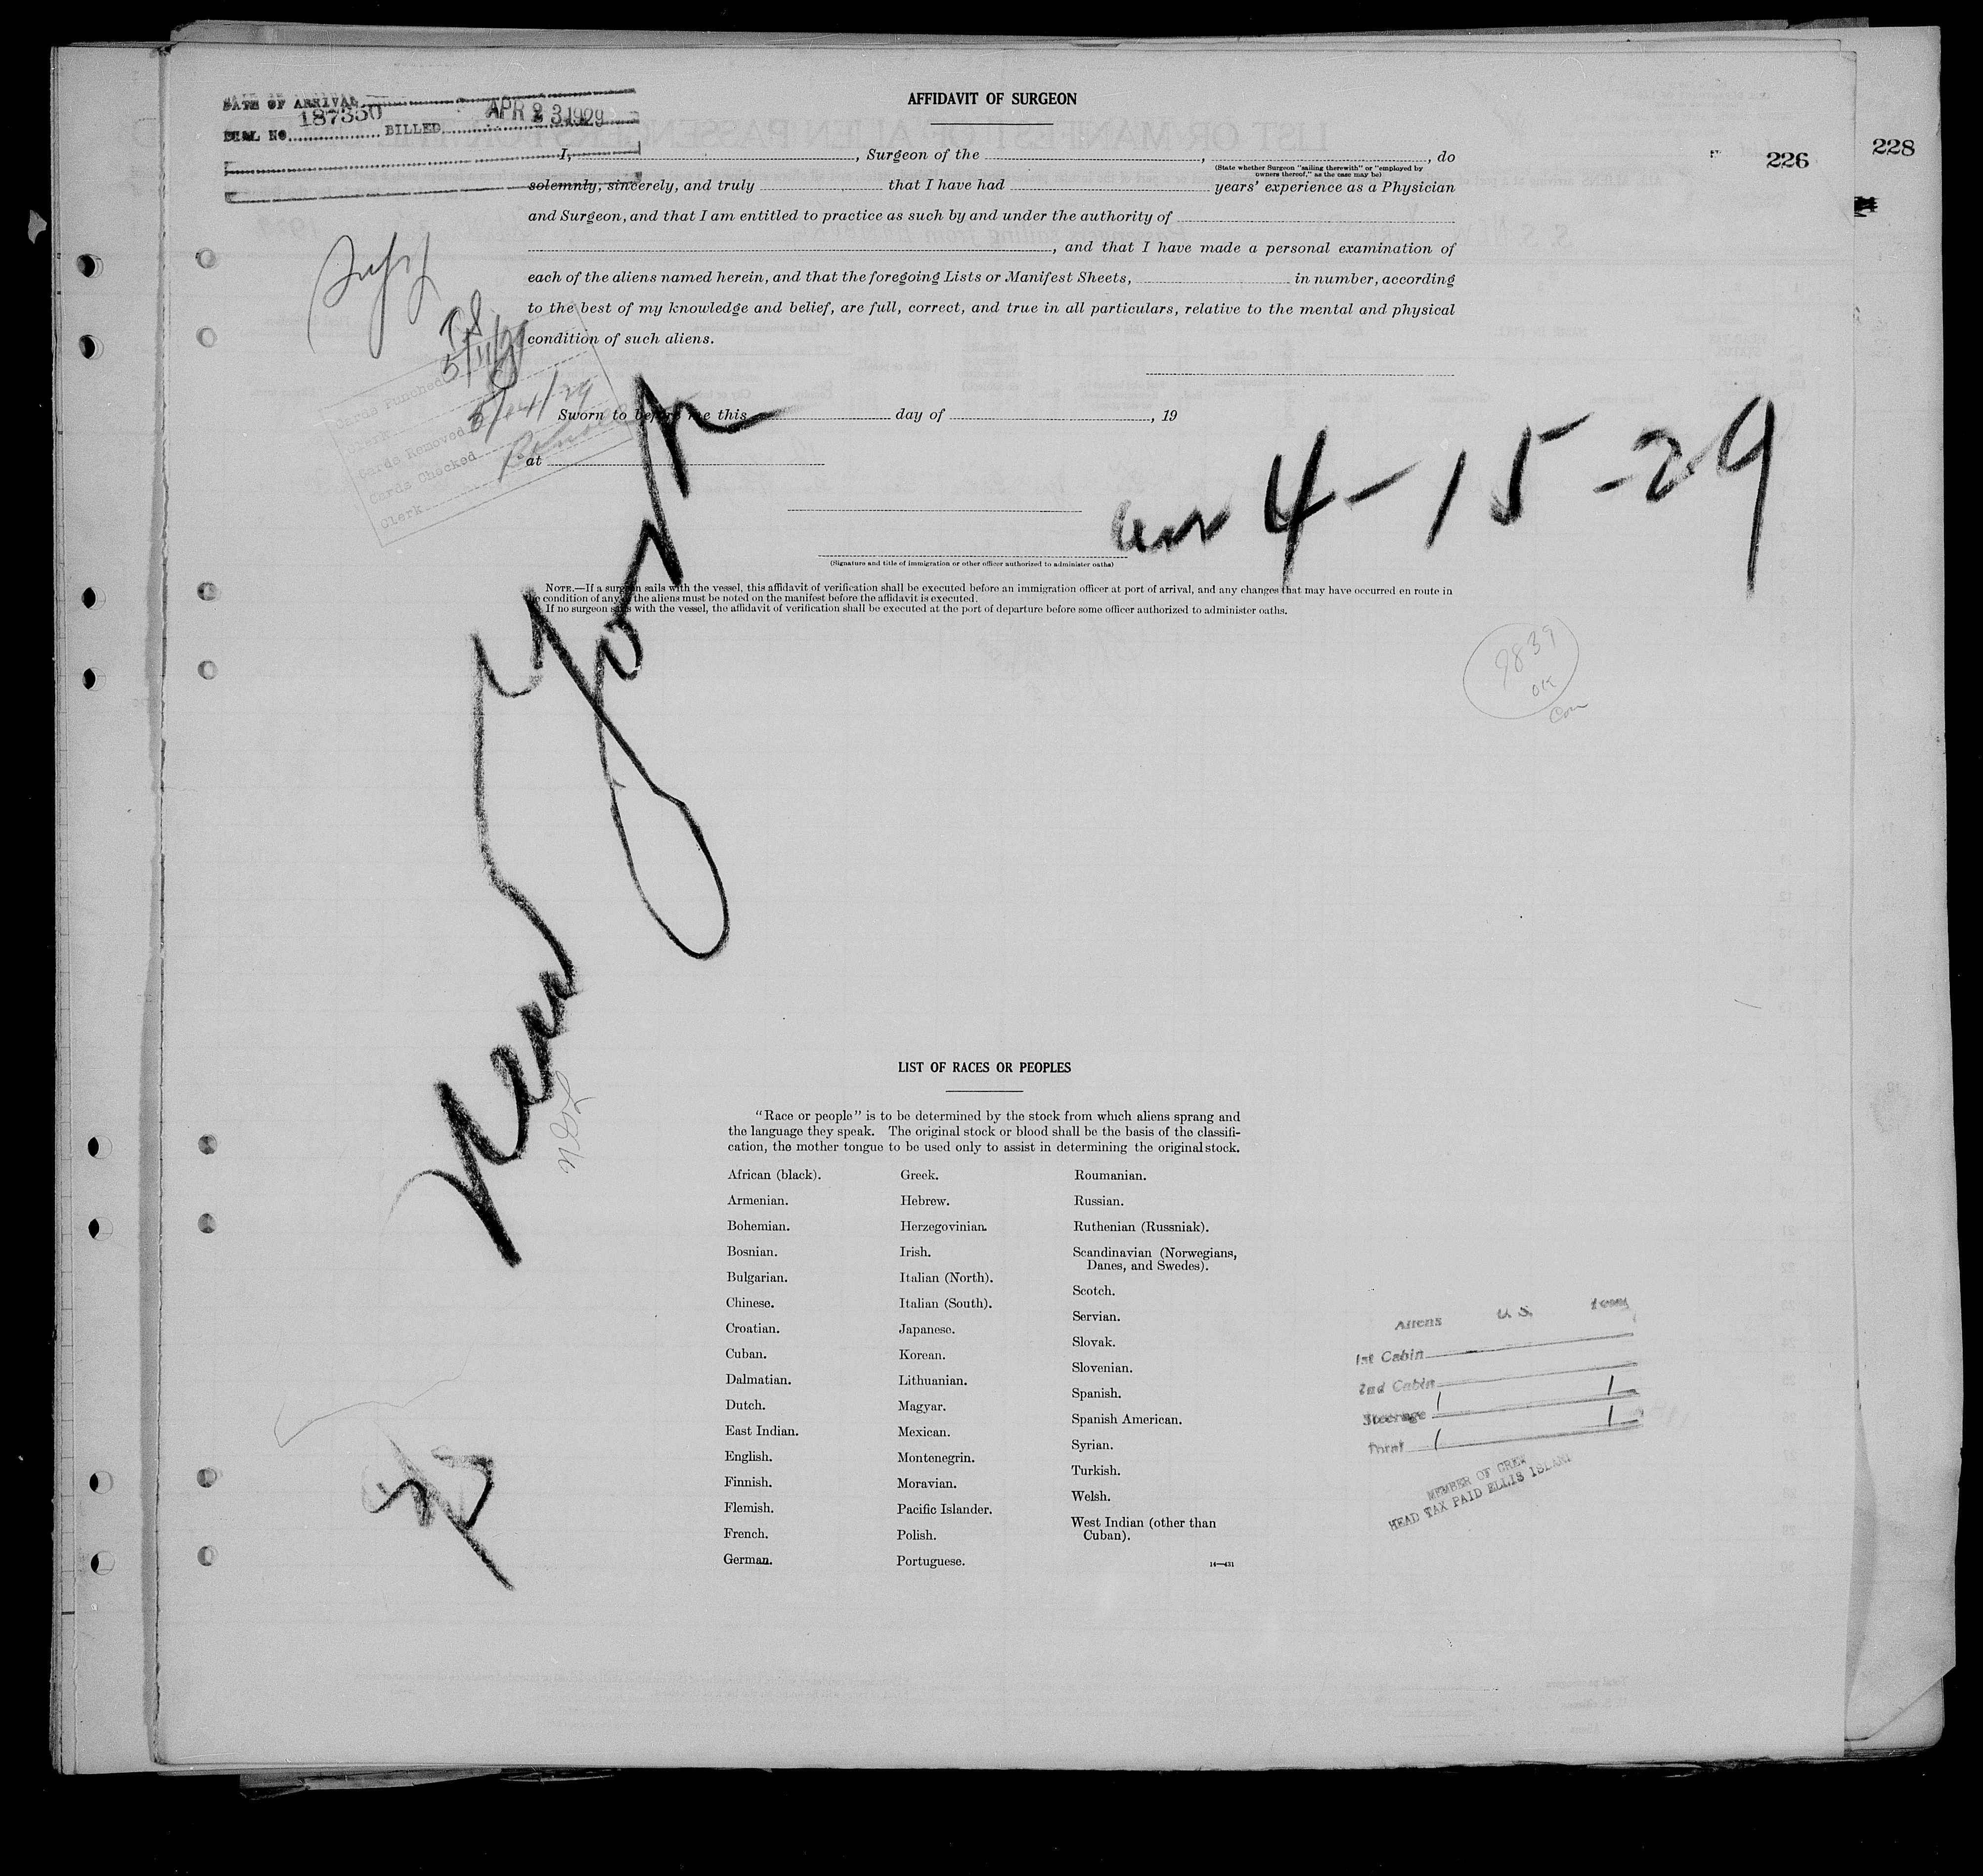 DATE OF ARRIVAL
187350
APR 23 1929
BILLED
AFFIDAVIT OF SURGEON
226
228
I, , Surgeon of the , , do
(State whether Surgeon "sailing therewith" or "employed by
owners thereof," as the case may be)
solemnly, sincerely, and truly that I have had years' experience as a Physician
and Surgeon, and that I am entitled to practice as such by and under the authority of
, and that I have made a personal examination of
each of the aliens named herein, and that the foregoing Lists or Manifest Sheets, in number, according
to the best of my knowledge and belief, are full, correct, and true in all particulars, relative to the mental and physical
condition of such aliens.
Cards Punched 5/11/29
Clerk
Cards Removed 5/14/29
Cards Checked
Clerk
Sworn to before me this day of , 19
at
arr 4-15-29
(Signature and title of immigration or other officer authorized to administer oaths)
NOTE.—If a surgeon sails with the vessel, this affidavit of verification shall be executed before an immigration officer at port of arrival, and any changes that may have occurred en route in
the condition of any of the aliens must be noted on the manifest before the affidavit is executed.
If no surgeon sails with the vessel, the affidavit of verification shall be executed at the port of departure before some officer authorized to administer oaths.
New York
9839
OK
LIST OF RACES OR PEOPLES
"Race or people" is to be determined by the stock from which aliens sprang and
the language they speak. The original stock or blood shall be the basis of the classifi-
cation, the mother tongue to be used only to assist in determining the original stock.
African (black).
Armenian.
Bohemian.
Bosnian.
Bulgarian.
Chinese.
Croatian.
Cuban.
Dalmatian.
Dutch.
East Indian.
English.
Finnish.
Flemish.
French.
German.
Greek.
Hebrew.
Herzegovinian.
Irish.
Italian (North).
Italian (South).
Japanese.
Korean.
Lithuanian.
Magyar.
Mexican.
Montenegrin.
Moravian.
Pacific Islander.
Polish.
Portuguese.
Roumanian.
Russian.
Ruthenian (Russniak).
Scandinavian (Norwegians,
Danes, and Swedes).
Scotch.
Servian.
Slovak.
Slovenian.
Spanish.
Spanish American.
Syrian.
Turkish.
Welsh.
West Indian (other than
Cuban).
14—431
Aliens U. S. Total
1st Cabin
2nd Cabin
Steerage 1 1
Total 1 1
MEMBER OF CREW
HEAD TAX PAID ELLIS ISLAND